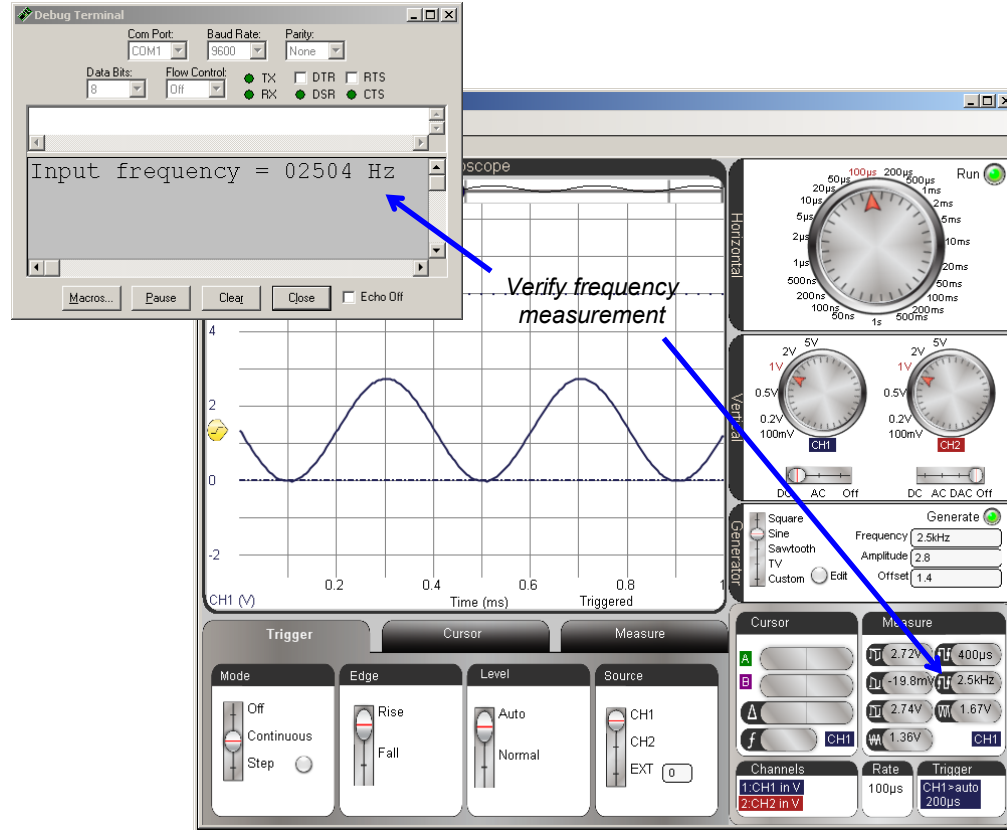 Debug Terminal
Com Port: Baud Rate: Parity:
COM1 9600 None
Data Bits: Flow Control: TX DTR RTS
8 Off RX DSR CTS
Input frequency = 02504 Hz
Macros... Pause Clear Close Echo Off
oscope
Verify frequency
measurement
4
2
0
-2
0.2 0.4 0.6 0.8 1
CH1 (V) Time (ms) Triggered
Horizontal
Run
100µs 200µs
50µs 500µs
20µs 1ms
10µs 2ms
5µs 5ms
2µs 10ms
1µs 20ms
500ns 50ms
200ns 100ms
100ns 500ms
50ns 1s
Vertical
5V 5V
2V 2V
1V 1V
0.5V 0.5V
0.2V 0.2V
100mV 100mV
CH1 CH2
DC AC Off DC AC DAC Off
Generator
Square Generate
Sine Frequency 2.5kHz
Sawtooth Amplitude 2.8
TV
Custom Edit Offset 1.4
Trigger Cursor Measure
Mode Edge Level Source
Off Rise Auto CH1
Continuous CH2
Step Fall Normal EXT 0
Cursor Measure
A 2.72V 400µs
B -19.8mV 2.5kHz
Δ 2.74V 1.67V
f CH1 1.36V CH1
Channels Rate Trigger
1:CH1 in V 100µs CH1>auto
2:CH2 in V 200µs